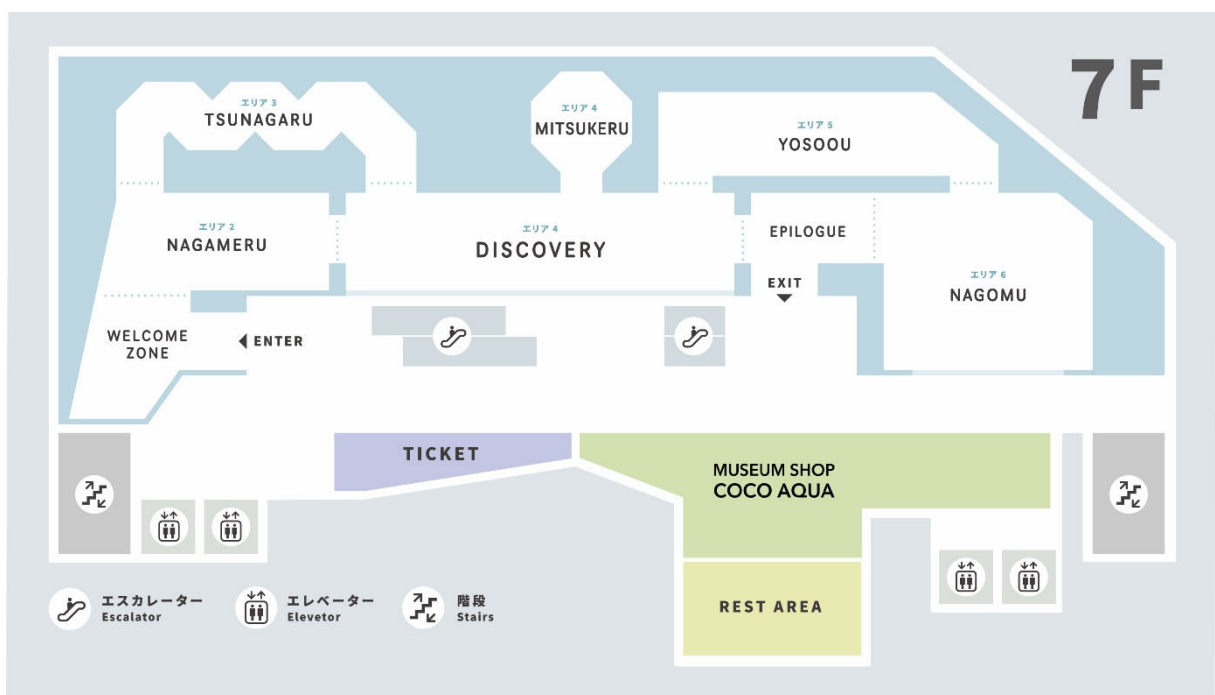 7F
エリア 3
TSUNAGARU
エリア 4
MITSUKERU
エリア 5
YOSOOU
エリア 2
NAGAMERU
エリア 4
DISCOVERY
EPILOGUE
EXIT
エリア 6
NAGOMU
WELCOME
ZONE
ENTER
TICKET
MUSEUM SHOP
COCO AQUA
REST AREA
エスカレーター
Escalator
エレベーター
Elevetor
階段
Stairs